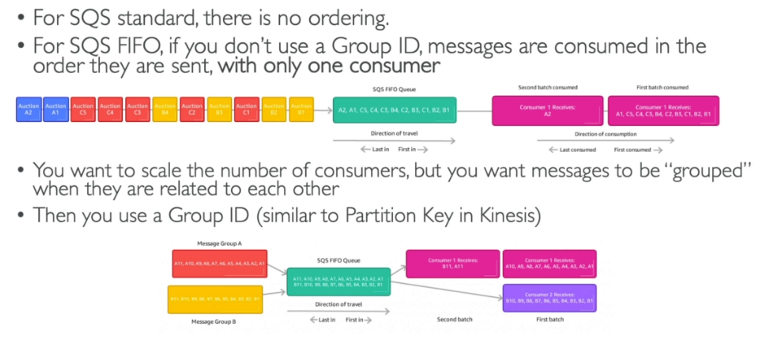 • For SQS standard, there is no ordering.
• For SQS FIFO, if you don't use a Group ID, messages are consumed in the
order they are sent, with only one consumer
SQS FIFO Queue
Second batch consumed
First batch consumed
Auction A2
Auction A1
Auction C5
Auction C4
Auction C3
Auction
Auction C2
Auction
Auction C1
Auction
Auction
A2, A1, C5, C4, C3, B4, C2, B3, C1, B2, B1
Consumer 1 Receives:
A2
Consumer 1 Receives:
A1, C5, C4, C3, B4, C2, B3, C1, B2, B1
Direction of travel
Direction of consumption
Last in First in
Last consumed First consumed
• You want to scale the number of consumers, but you want messages to be "grouped"
when they are related to each other
• Then you use a Group ID (similar to Partition Key in Kinesis)
Message Group A
A11, A10, A9, A8, A7, A6, A5, A4, A3, A2, A1
SQS FIFO Queue
A11, A10, A9, A8, A7, A6, A5, A4, A3, A2, A1
B11, B10, B9, B8, B7, B6, B5, B4, B3, B2, B1
Consumer 1 Receives:
B11, A11
Consumer 1 Receives:
A10, A9, A8, A7, A6, A5, A4, A3, A2, A1
B11, B10, B9, B8, B7, B6, B5, B4, B3, B2, B1
Consumer 2 Receives:
B10, B9, B8, B7, B6, B5, B4, B3, B2, B1
Direction of travel
Message Group B
Last in First in
Second batch
First batch